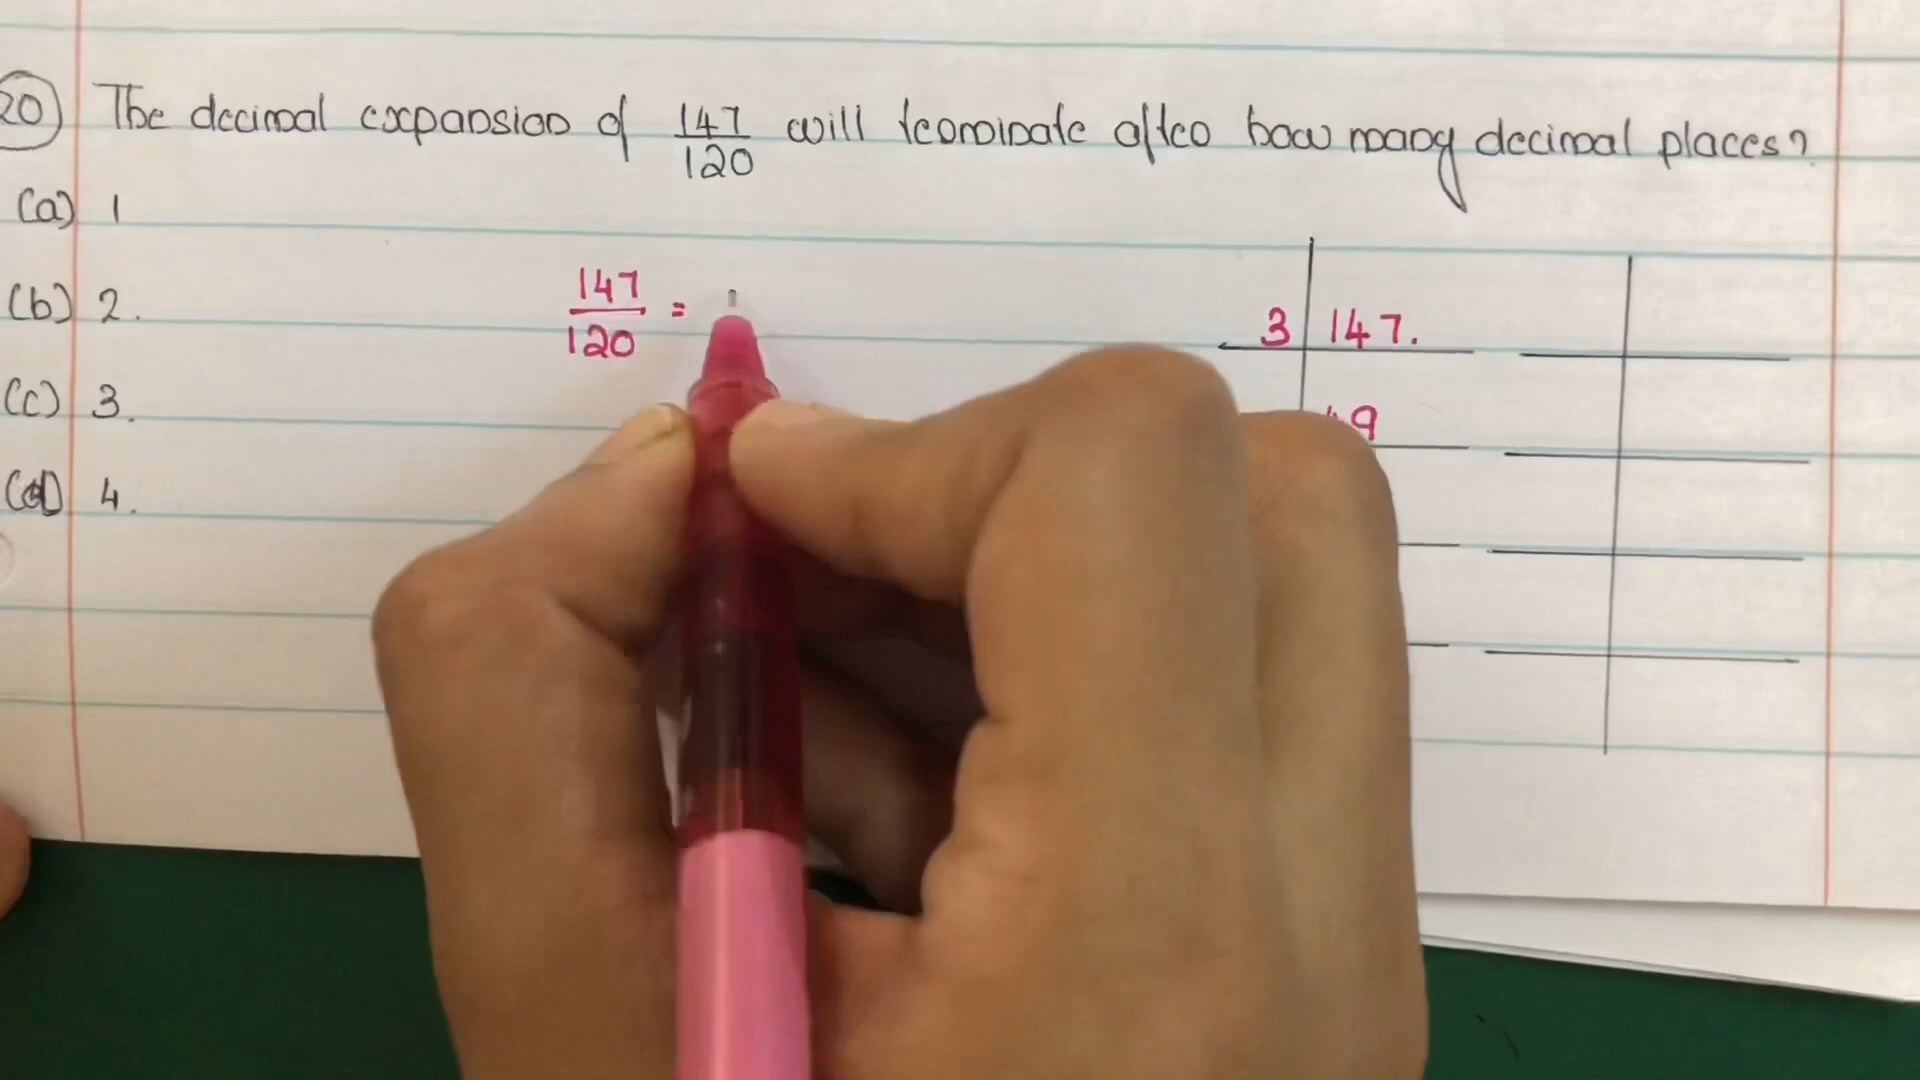 20) The decimal expansion of 147/120 will terminate after how many decimal places?
(a) 1
(b) 2.
(c) 3.
(d) 4.
147/120 =
3 | 147.
49